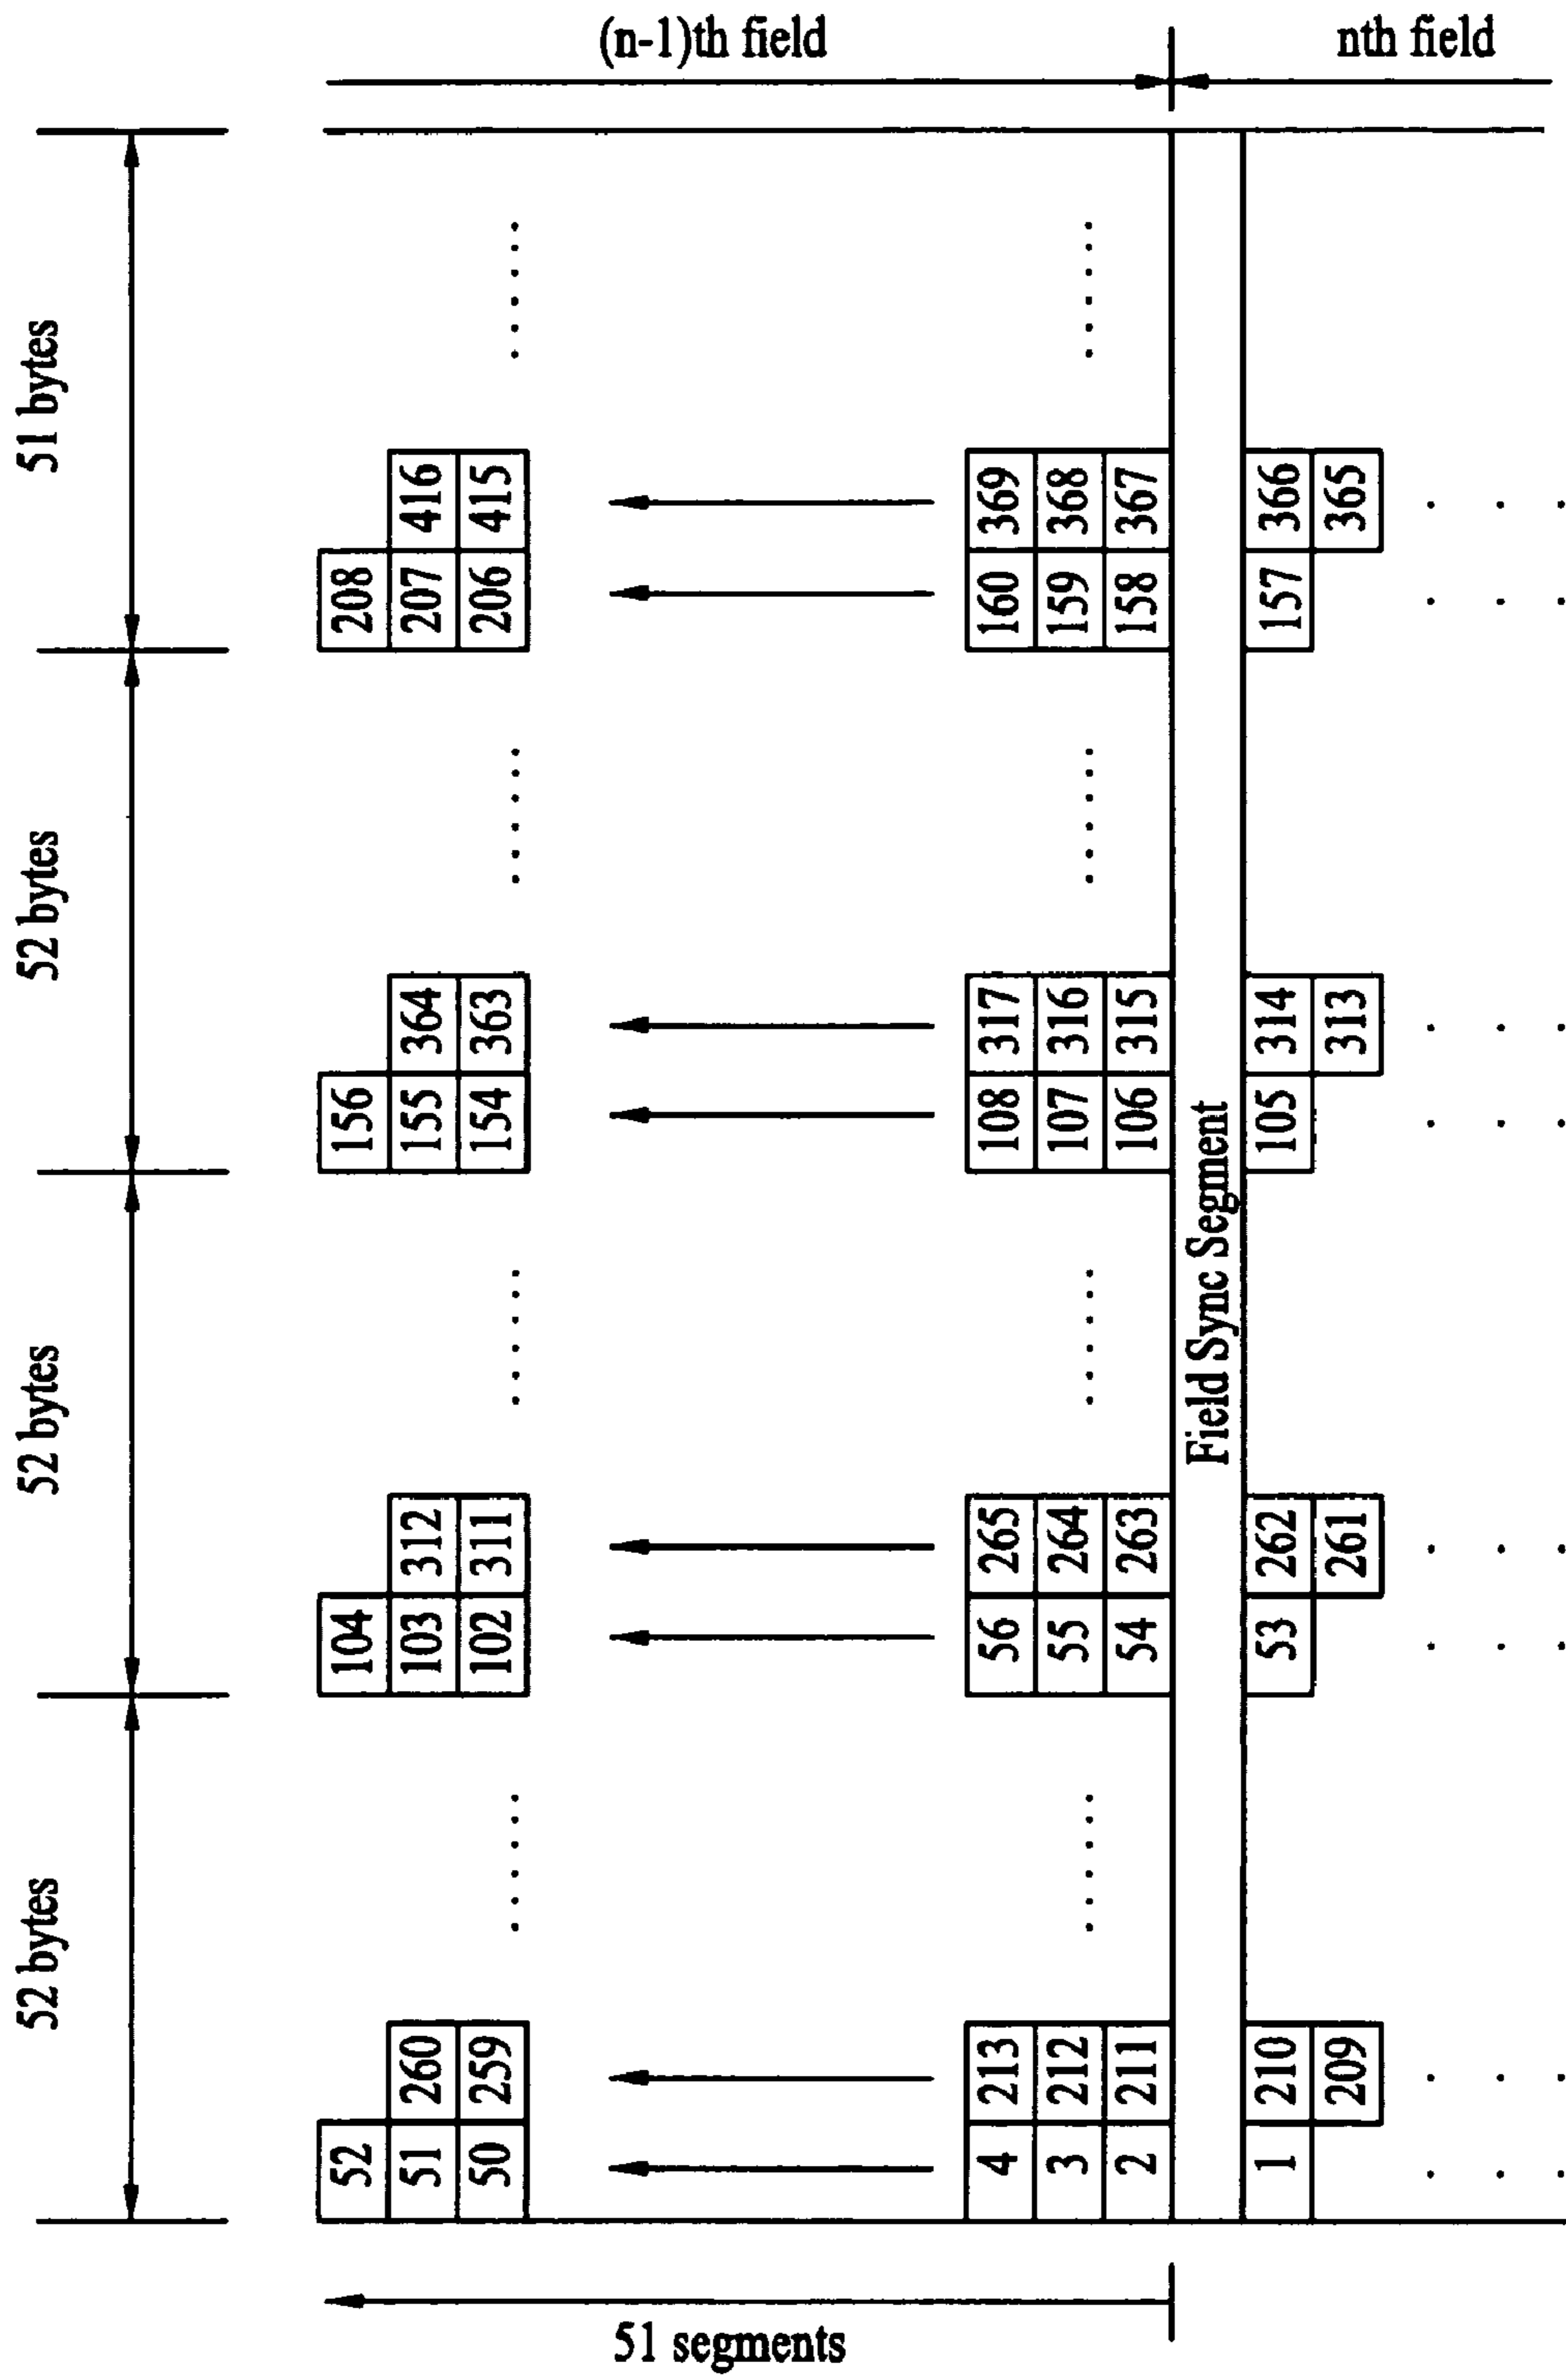 52 bytes 52 bytes 52 bytes 51 bytes
52 104 156 208
51 260 103 312 155 364 207 416
50 259 102 311 154 363 206 415
51 segments
(n-1)th field
4 213 56 265 108 317 160 369
3 212 55 264 107 316 159 368
2 211 54 263 106 315 158 367
Field Sync Segment
1 210 53 262 105 314 157 366
209 261 313 365
nth field